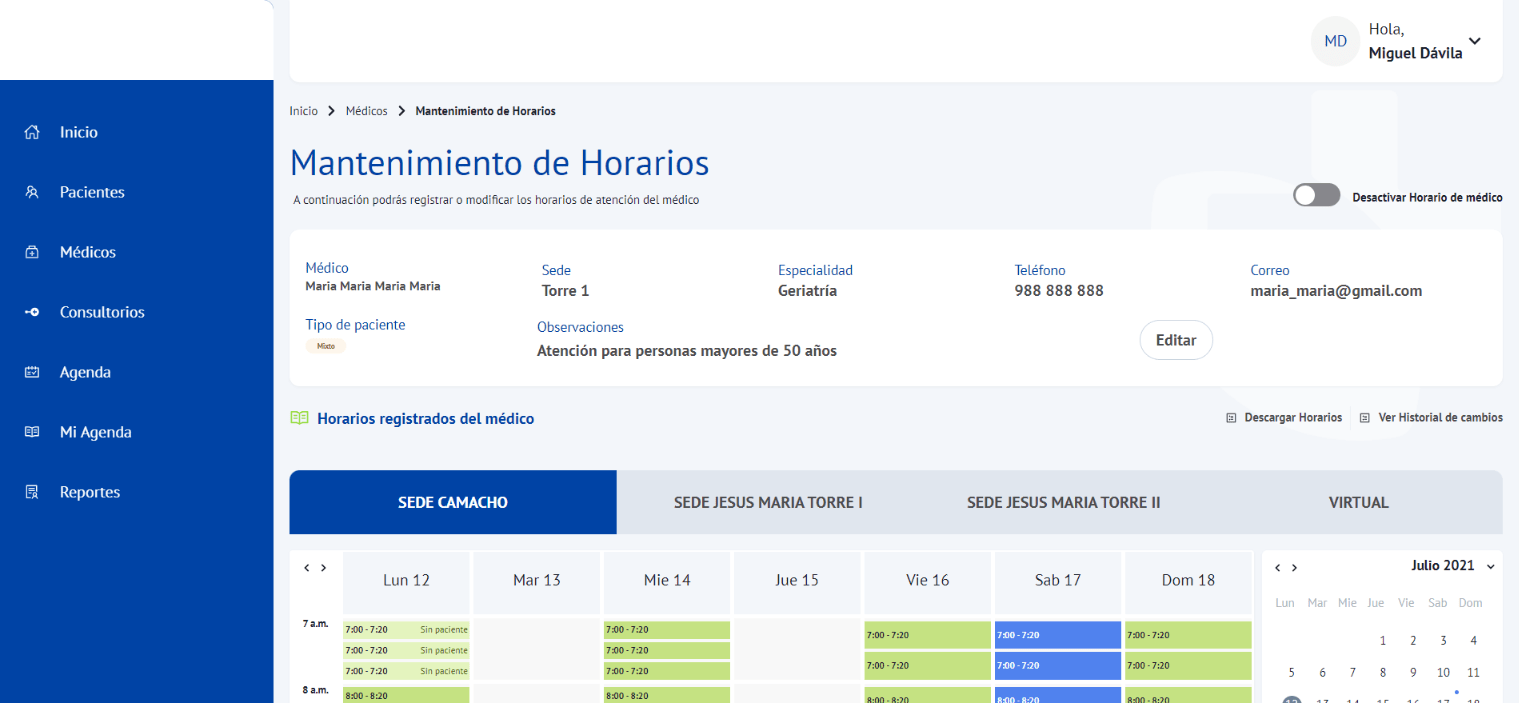 MD
Hola,
Miguel Dávila
Inicio
Pacientes
Médicos
Consultorios
Agenda
Mi Agenda
Reportes
Inicio Médicos Mantenimiento de Horarios
Mantenimiento de Horarios
A continuación podrás registrar o modificar los horarios de atención del médico
Desactivar Horario de médico
Médico
Maria Maria Maria Maria
Sede
Torre 1
Especialidad
Geriatría
Teléfono
988 888 888
Correo
maria_maria@gmail.com
Tipo de paciente
Mixto
Observaciones
Atención para personas mayores de 50 años
Editar
Horarios registrados del médico
Descargar Horarios
Ver Historial de cambios
SEDE CAMACHO SEDE JESUS MARIA TORRE I SEDE JESUS MARIA TORRE II VIRTUAL
Lun 12 Mar 13 Mie 14 Jue 15 Vie 16 Sab 17 Dom 18
7 a.m.
7:00 - 7:20 Sin paciente
7:00 - 7:20 Sin paciente
7:00 - 7:20 Sin paciente
7:00 - 7:20
7:00 - 7:20
7:00 - 7:20
7:00 - 7:20
7:00 - 7:20
7:00 - 7:20
7:00 - 7:20
7:00 - 7:20
7:00 - 7:20
8 a.m.
8:00 - 8:20
8:00 - 8:20
8:00 - 8:20
8:00 - 8:20
8:00 - 8:20
Julio 2021
Lun Mar Mie Jue Vie Sab Dom
1 2 3 4
5 6 7 8 9 10 11
12 13 14 15 16 17 18